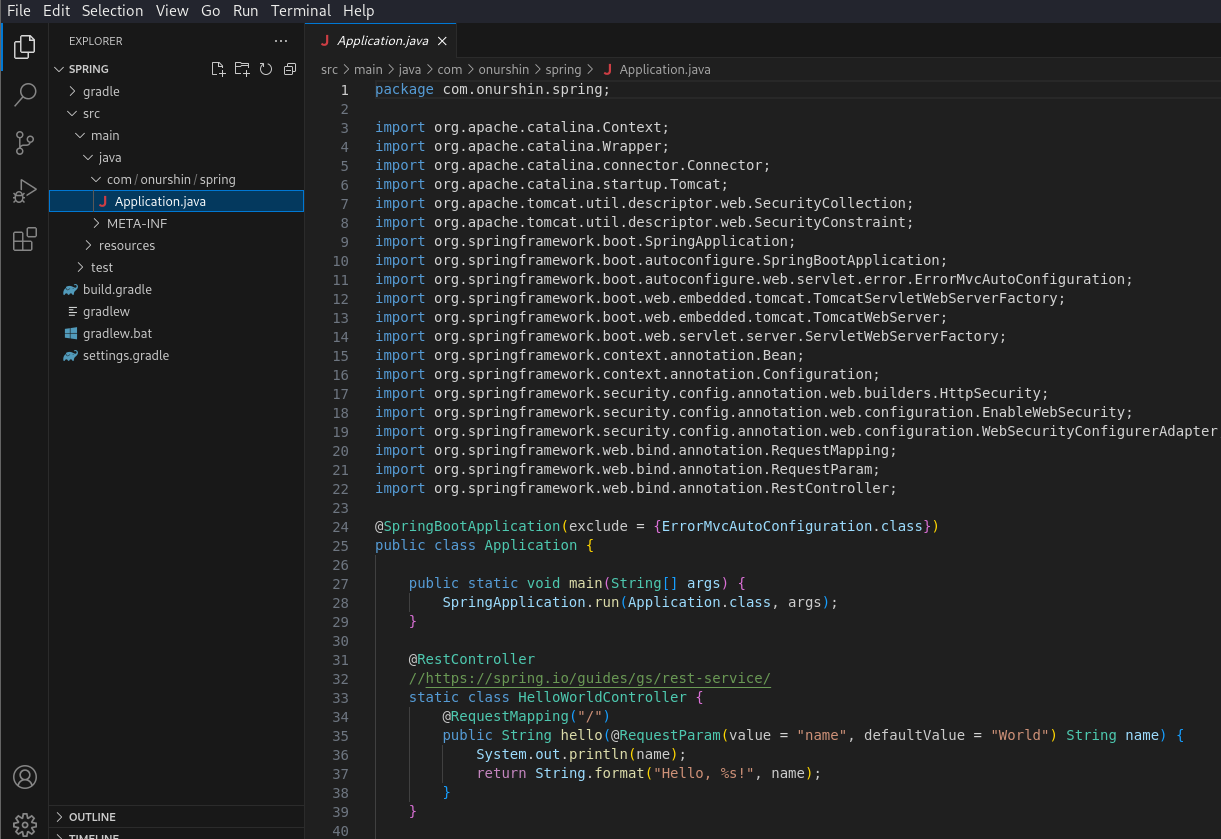 File Edit Selection View Go Run Terminal Help
EXPLORER ···
SPRING
gradle
src
main
java
com / onurshin / spring
J Application.java
META-INF
resources
test
build.gradle
gradlew
gradlew.bat
settings.gradle
OUTLINE
TIMELINE
J Application.java
src > main > java > com > onurshin > spring > J Application.java
1 package com.onurshin.spring;
2
3 import org.apache.catalina.Context;
4 import org.apache.catalina.Wrapper;
5 import org.apache.catalina.connector.Connector;
6 import org.apache.catalina.startup.Tomcat;
7 import org.apache.tomcat.util.descriptor.web.SecurityCollection;
8 import org.apache.tomcat.util.descriptor.web.SecurityConstraint;
9 import org.springframework.boot.SpringApplication;
10 import org.springframework.boot.autoconfigure.SpringBootApplication;
11 import org.springframework.boot.autoconfigure.web.servlet.error.ErrorMvcAutoConfiguration;
12 import org.springframework.boot.web.embedded.tomcat.TomcatServletWebServerFactory;
13 import org.springframework.boot.web.embedded.tomcat.TomcatWebServer;
14 import org.springframework.boot.web.servlet.server.ServletWebServerFactory;
15 import org.springframework.context.annotation.Bean;
16 import org.springframework.context.annotation.Configuration;
17 import org.springframework.security.config.annotation.web.builders.HttpSecurity;
18 import org.springframework.security.config.annotation.web.configuration.EnableWebSecurity;
19 import org.springframework.security.config.annotation.web.configuration.WebSecurityConfigurerAdapter
20 import org.springframework.web.bind.annotation.RequestMapping;
21 import org.springframework.web.bind.annotation.RequestParam;
22 import org.springframework.web.bind.annotation.RestController;
23
24 @SpringBootApplication(exclude = {ErrorMvcAutoConfiguration.class})
25 public class Application {
26
27 public static void main(String[] args) {
28 SpringApplication.run(Application.class, args);
29 }
30
31 @RestController
32 //https://spring.io/guides/gs/rest-service/
33 static class HelloWorldController {
34 @RequestMapping("/")
35 public String hello(@RequestParam(value = "name", defaultValue = "World") String name) {
36 System.out.println(name);
37 return String.format("Hello, %s!", name);
38 }
39 }
40